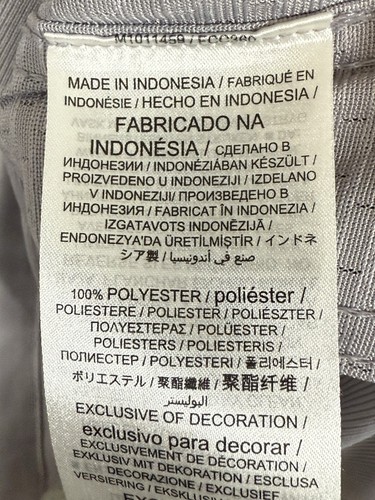 M1011459 / ECO360
MADE IN INDONESIA / FABRIQUÉ EN
INDONÉSIE / HECHO EN INDONESIA /
FABRICADO NA
INDONÉSIA / СДЕЛАНО В
ИНДОНЕЗИИ / INDONÉZIÁBAN KÉSZÜLT /
PROIZVEDENO U INDONEZIJI / IZDELANO
V INDONEZIJI/ ПРОИЗВЕДЕНО В
ИНДОНЕЗИЯ / FABRICAT ÎN INDONEZIA /
IZGATAVOTS INDONĒZIJĀ /
ENDONEZYA'DA ÜRETİLMİŞTİR / インドネ
シア製 / صنع في أندونيسيا
100% POLYESTER / poliéster /
POLIESTERE / POLIESTER / POLIÉSZTER /
ΠΟΛΥΕΣΤΕΡΑΣ / POLÜESTER /
POLIESTERS / POLIESTERIS /
ПОЛИЕСТЕР / POLYESTERI / 폴리에스터 /
ポリエステル / 聚酯纖維 / 聚酯纤维 /
البوليستر
EXCLUSIVE OF DECORATION /
exclusivo para decorar /
EXCLUSIVEMENT DE DÉCORATION /
EXKLUSIV MIT DEKORATION / ESCLUSA
DECORAZIONE / EXCLUSIEF